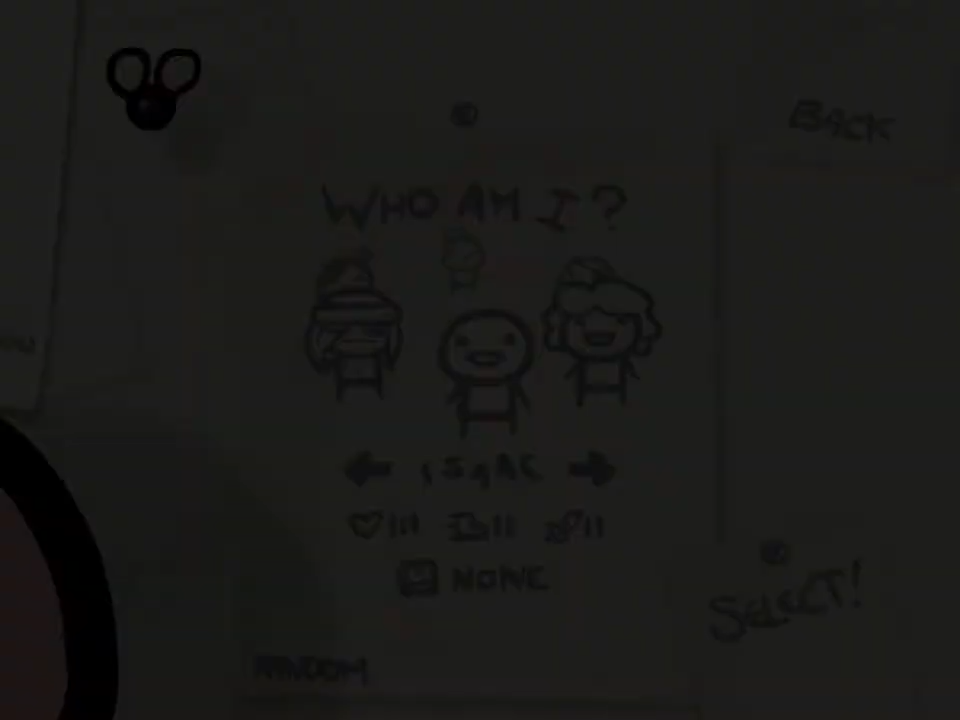 BACK
WHO AM I?
ISAAC
NONE
SELECT!
RANDOM